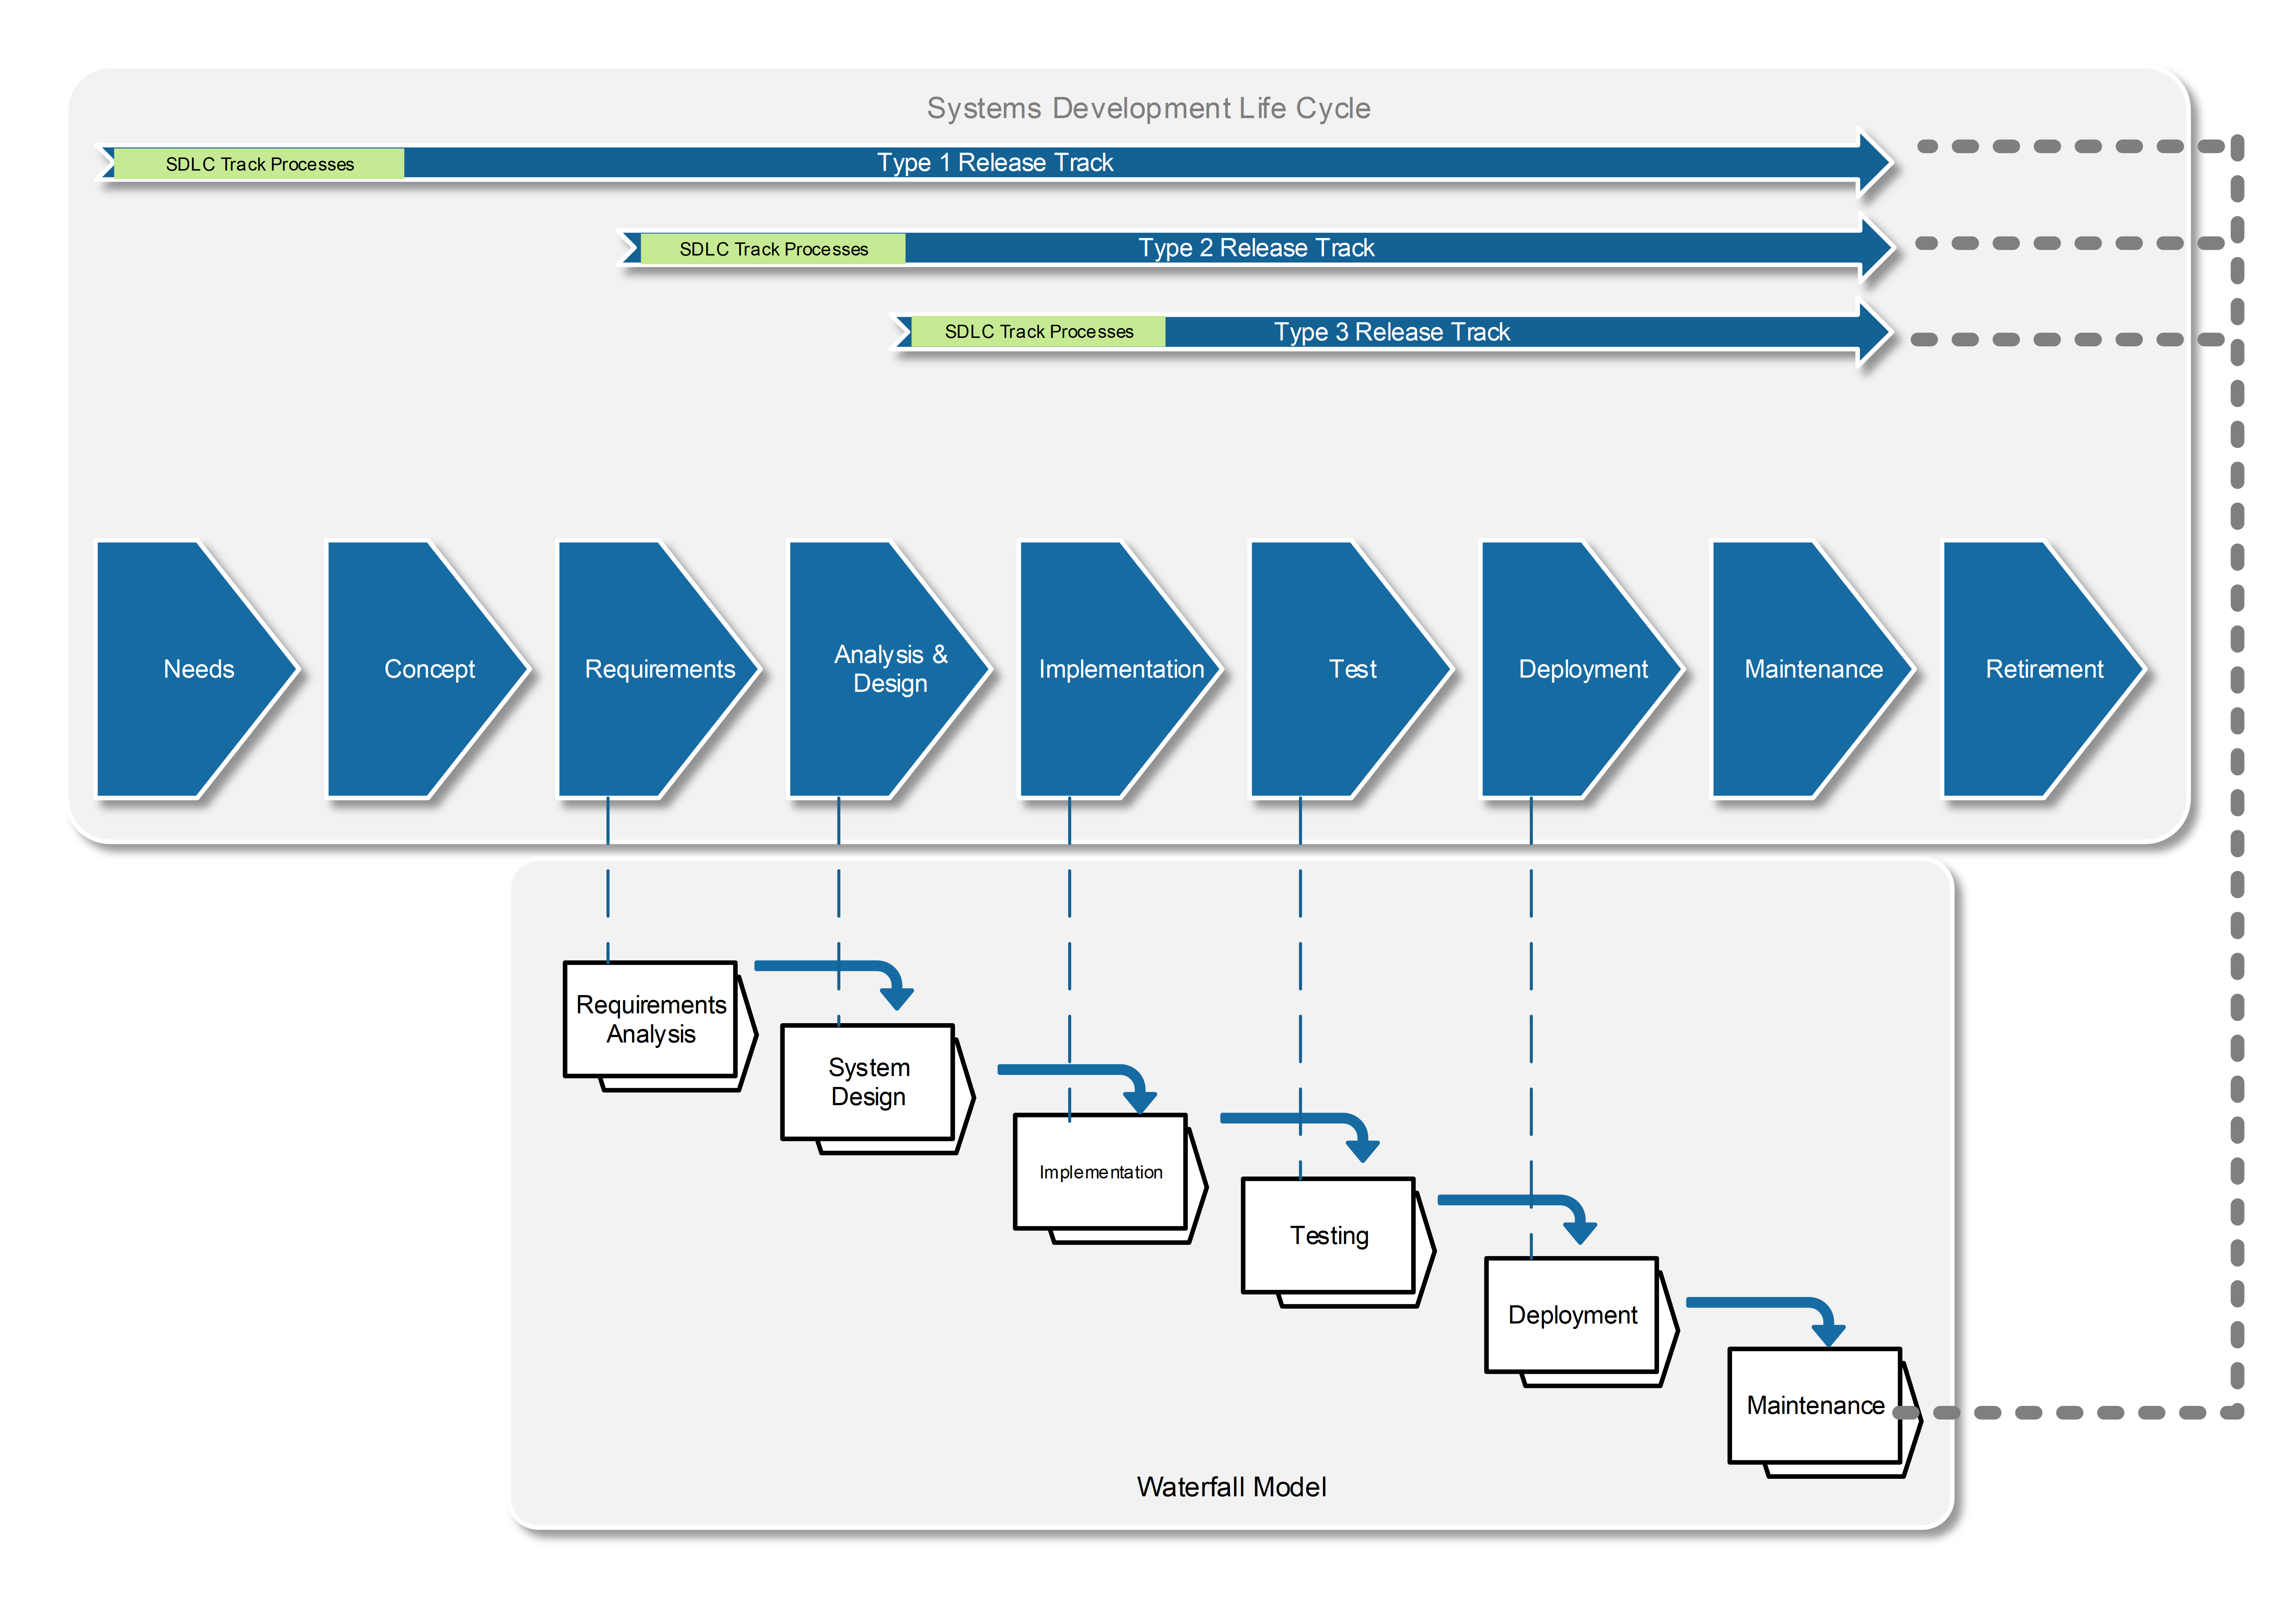 Systems Development Life Cycle
SDLC Track Processes
Type 1 Release Track
SDLC Track Processes
Type 2 Release Track
SDLC Track Processes
Type 3 Release Track
Needs
Concept
Requirements
Analysis &
Design
Implementation
Test
Deployment
Maintenance
Retirement
Requirements
Analysis
System
Design
Implementation
Testing
Deployment
Maintenance
Waterfall Model